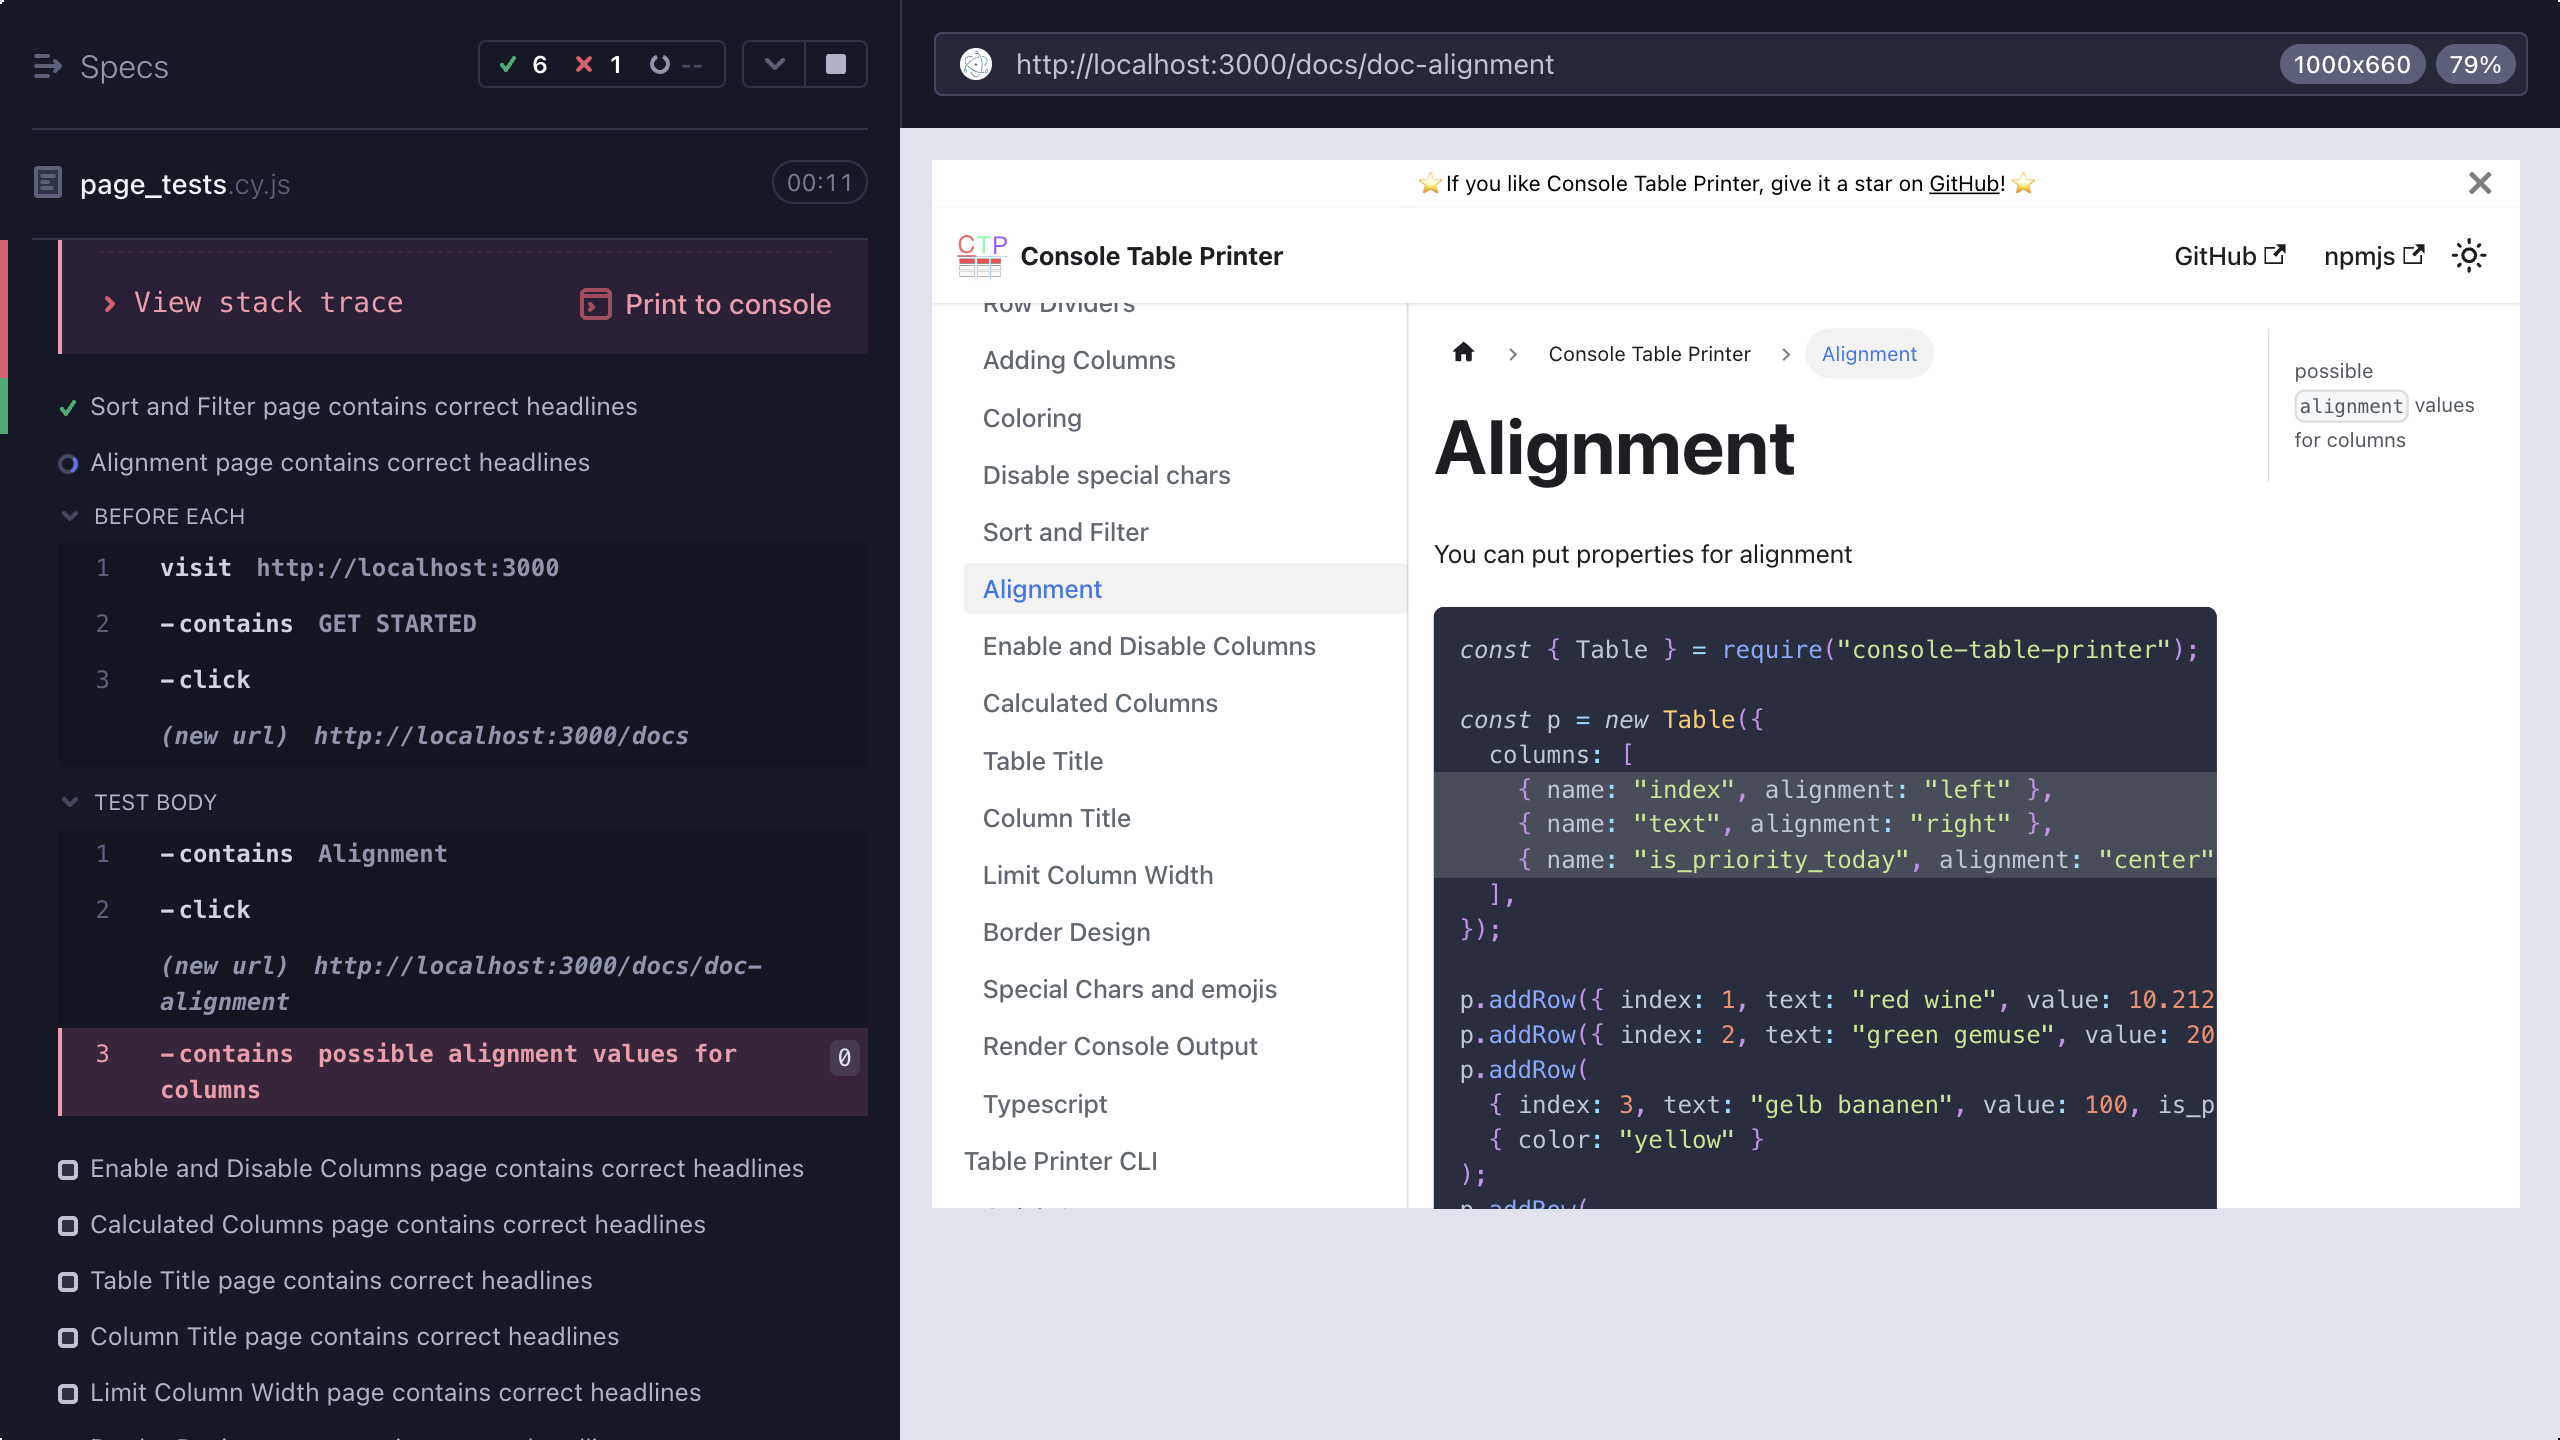 Specs
6 1 --
page_tests.cy.js
00:11
View stack trace
Print to console
Sort and Filter page contains correct headlines
Alignment page contains correct headlines
BEFORE EACH
1 visit http://localhost:3000
2 -contains GET STARTED
3 -click
(new url) http://localhost:3000/docs
TEST BODY
1 -contains Alignment
2 -click
(new url) http://localhost:3000/docs/doc-
alignment
3 -contains possible alignment values for
columns
0
Enable and Disable Columns page contains correct headlines
Calculated Columns page contains correct headlines
Table Title page contains correct headlines
Column Title page contains correct headlines
Limit Column Width page contains correct headlines
http://localhost:3000/docs/doc-alignment
1000x660
79%
⭐️If you like Console Table Printer, give it a star on GitHub! ⭐️
CTP
Console Table Printer
GitHub
npmjs
Row Dividers
Adding Columns
Coloring
Disable special chars
Sort and Filter
Alignment
Enable and Disable Columns
Calculated Columns
Table Title
Column Title
Limit Column Width
Border Design
Special Chars and emojis
Render Console Output
Typescript
Table Printer CLI
Console Table Printer
Alignment
Alignment
You can put properties for alignment
const { Table } = require("console-table-printer");
const p = new Table({
columns: [
{ name: "index", alignment: "left" },
{ name: "text", alignment: "right" },
{ name: "is_priority_today", alignment: "center"
],
});
p.addRow({ index: 1, text: "red wine", value: 10.212
p.addRow({ index: 2, text: "green gemuse", value: 20
p.addRow(
{ index: 3, text: "gelb bananen", value: 100, is_p
{ color: "yellow" }
);
p.addRow(
possible
alignment values
for columns